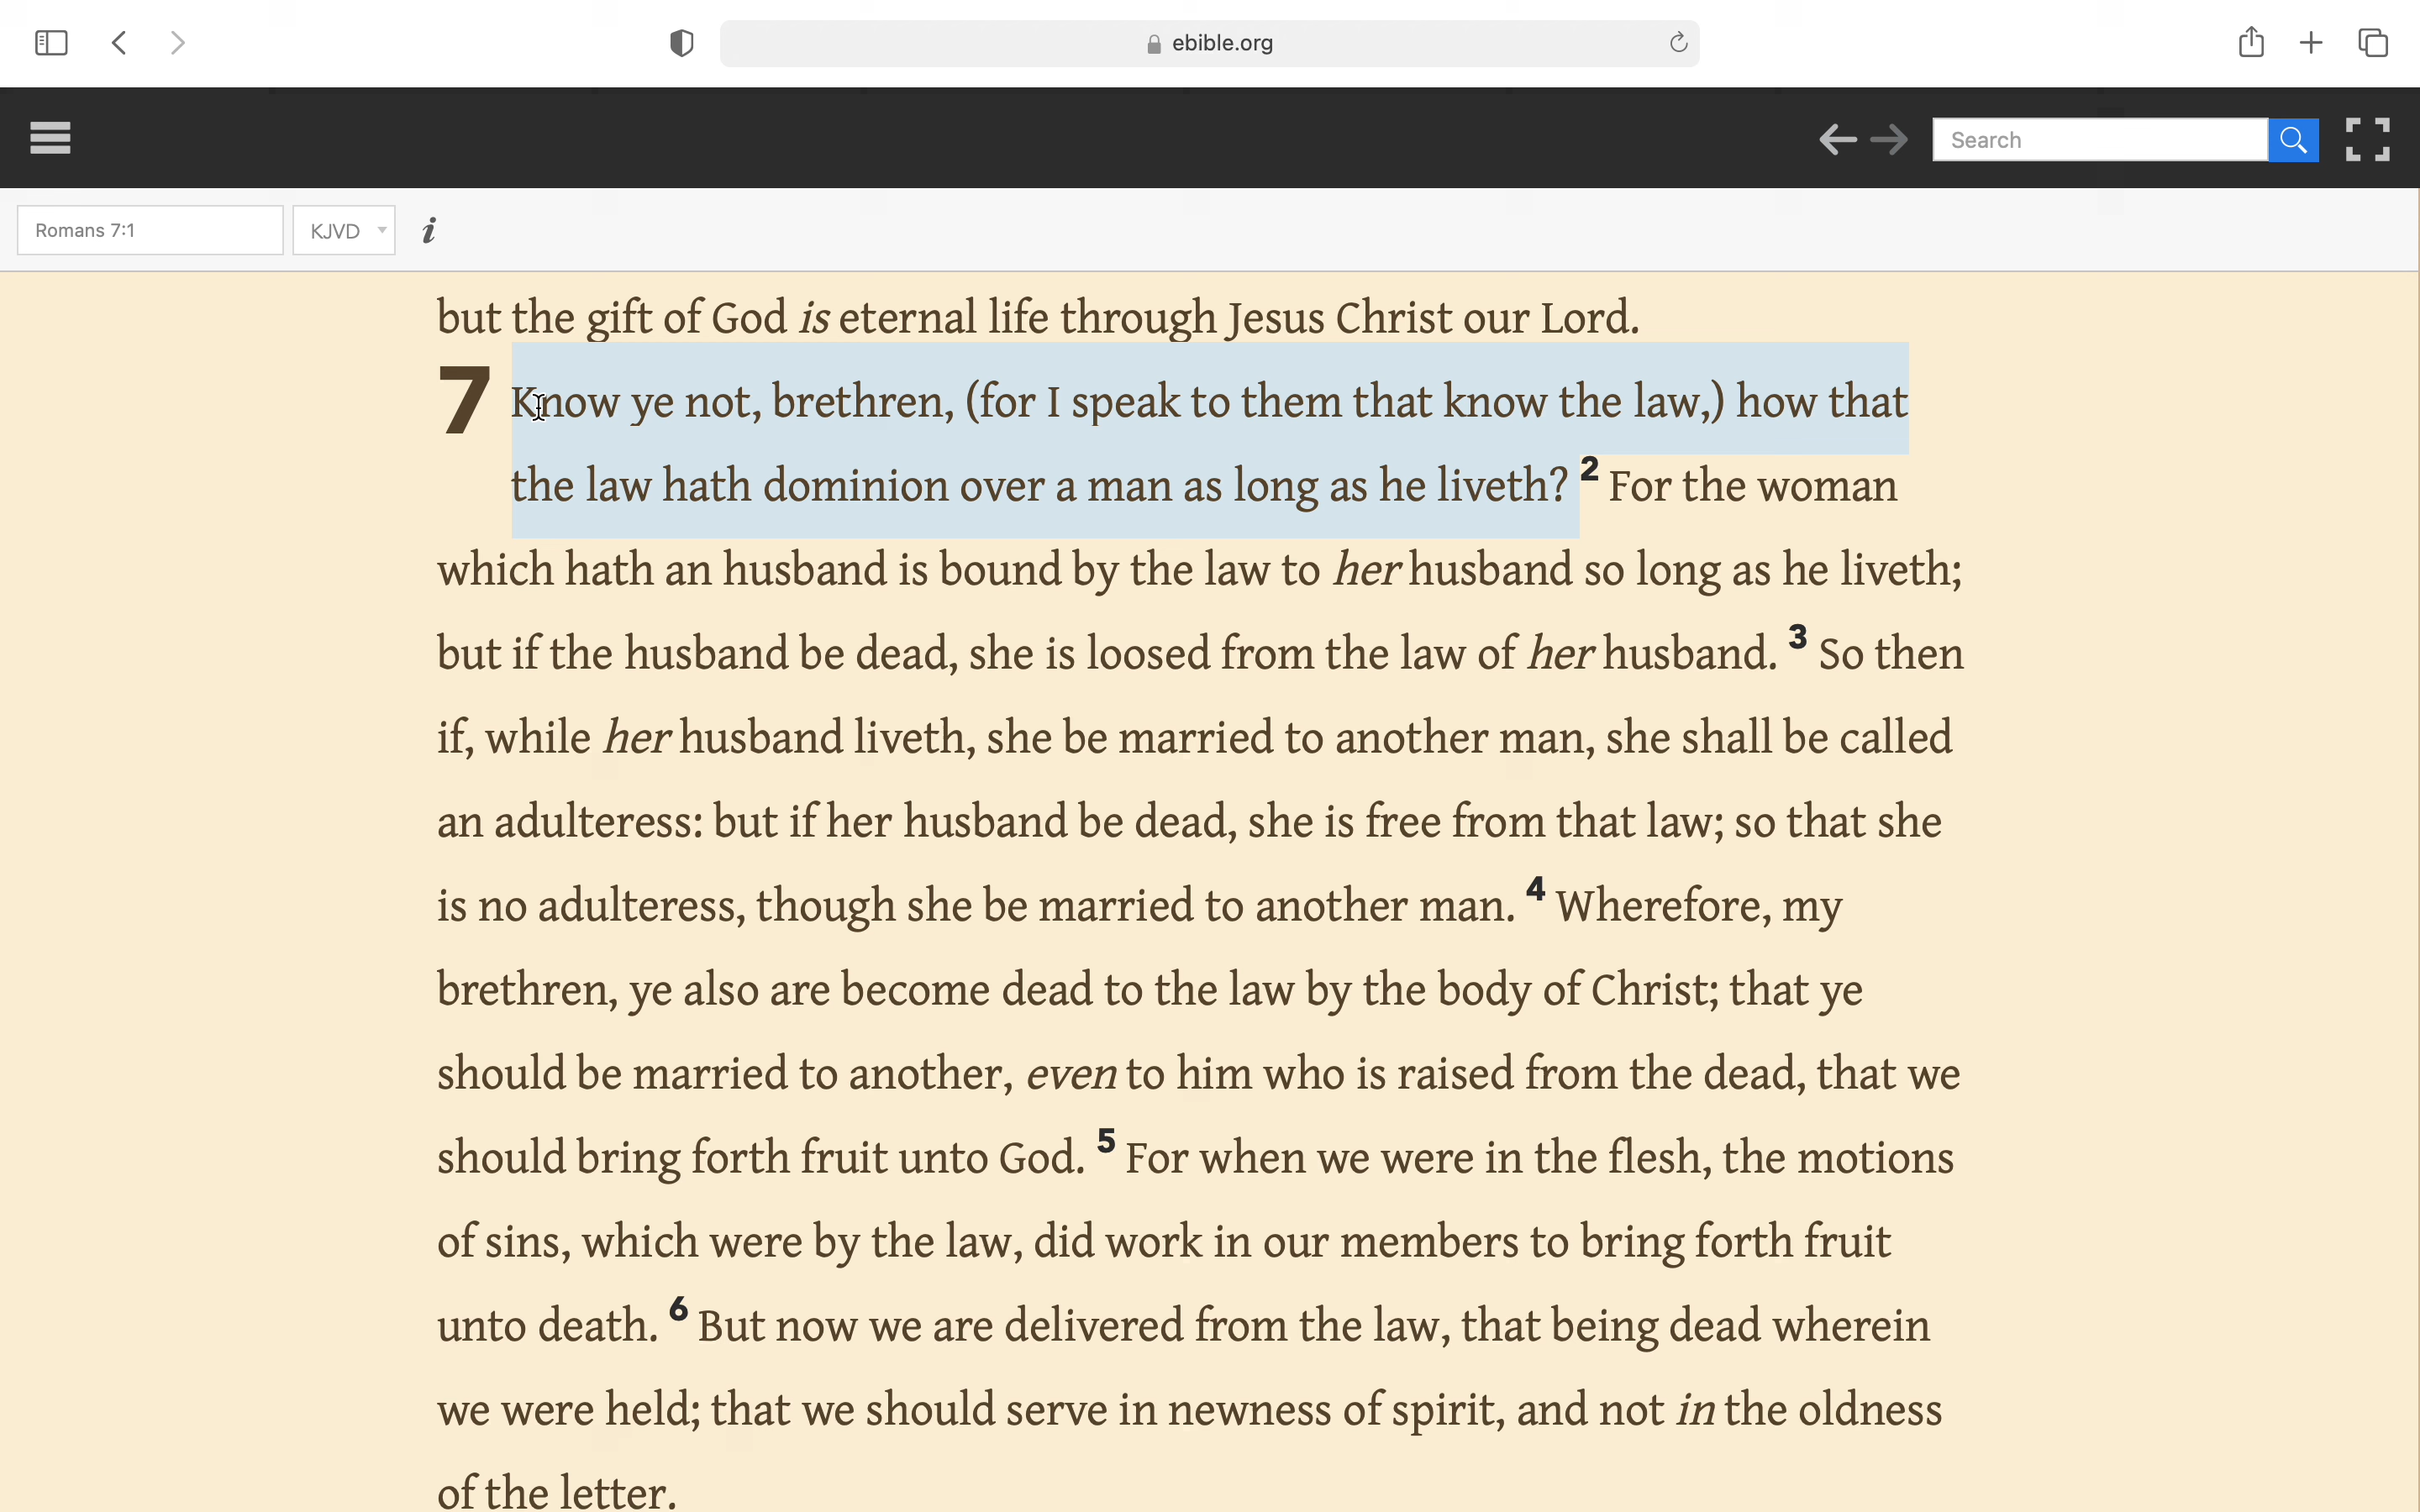 ebible.org
Search
Romans 7:1
KJVD
i
but the gift of God is eternal life through Jesus Christ our Lord.
7 Know ye not, brethren, (for I speak to them that know the law,) how that
the law hath dominion over a man as long as he liveth? 2 For the woman
which hath an husband is bound by the law to her husband so long as he liveth;
but if the husband be dead, she is loosed from the law of her husband. 3 So then
if, while her husband liveth, she be married to another man, she shall be called
an adulteress: but if her husband be dead, she is free from that law; so that she
is no adulteress, though she be married to another man. 4 Wherefore, my
brethren, ye also are become dead to the law by the body of Christ; that ye
should be married to another, even to him who is raised from the dead, that we
should bring forth fruit unto God. 5 For when we were in the flesh, the motions
of sins, which were by the law, did work in our members to bring forth fruit
unto death. 6 But now we are delivered from the law, that being dead wherein
we were held; that we should serve in newness of spirit, and not in the oldness
of the letter.